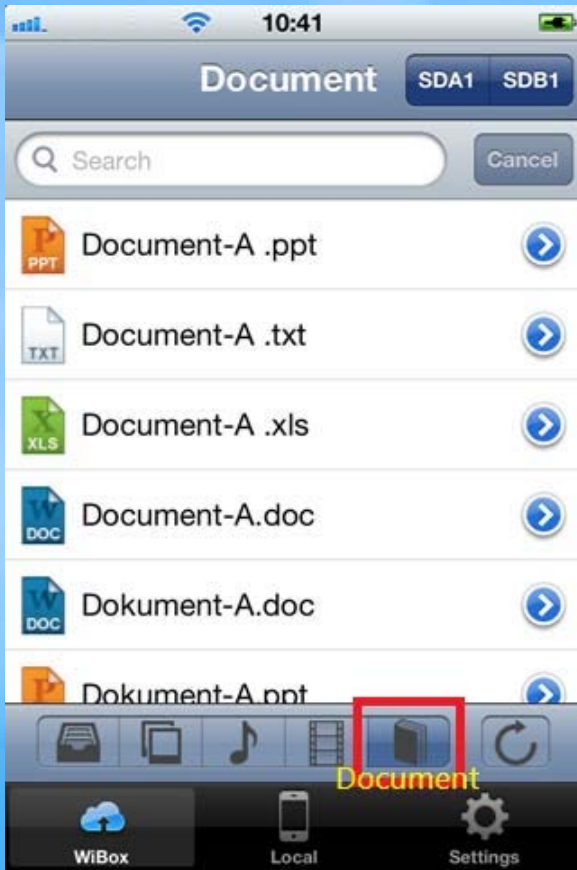 10:41
Document SDA1 SDB1
Search Cancel
PPT Document-A .ppt
TXT Document-A .txt
XLS Document-A .xls
DOC Document-A.doc
DOC Dokument-A.doc
Dokument-A.ppt
Document
WiBox Local Settings